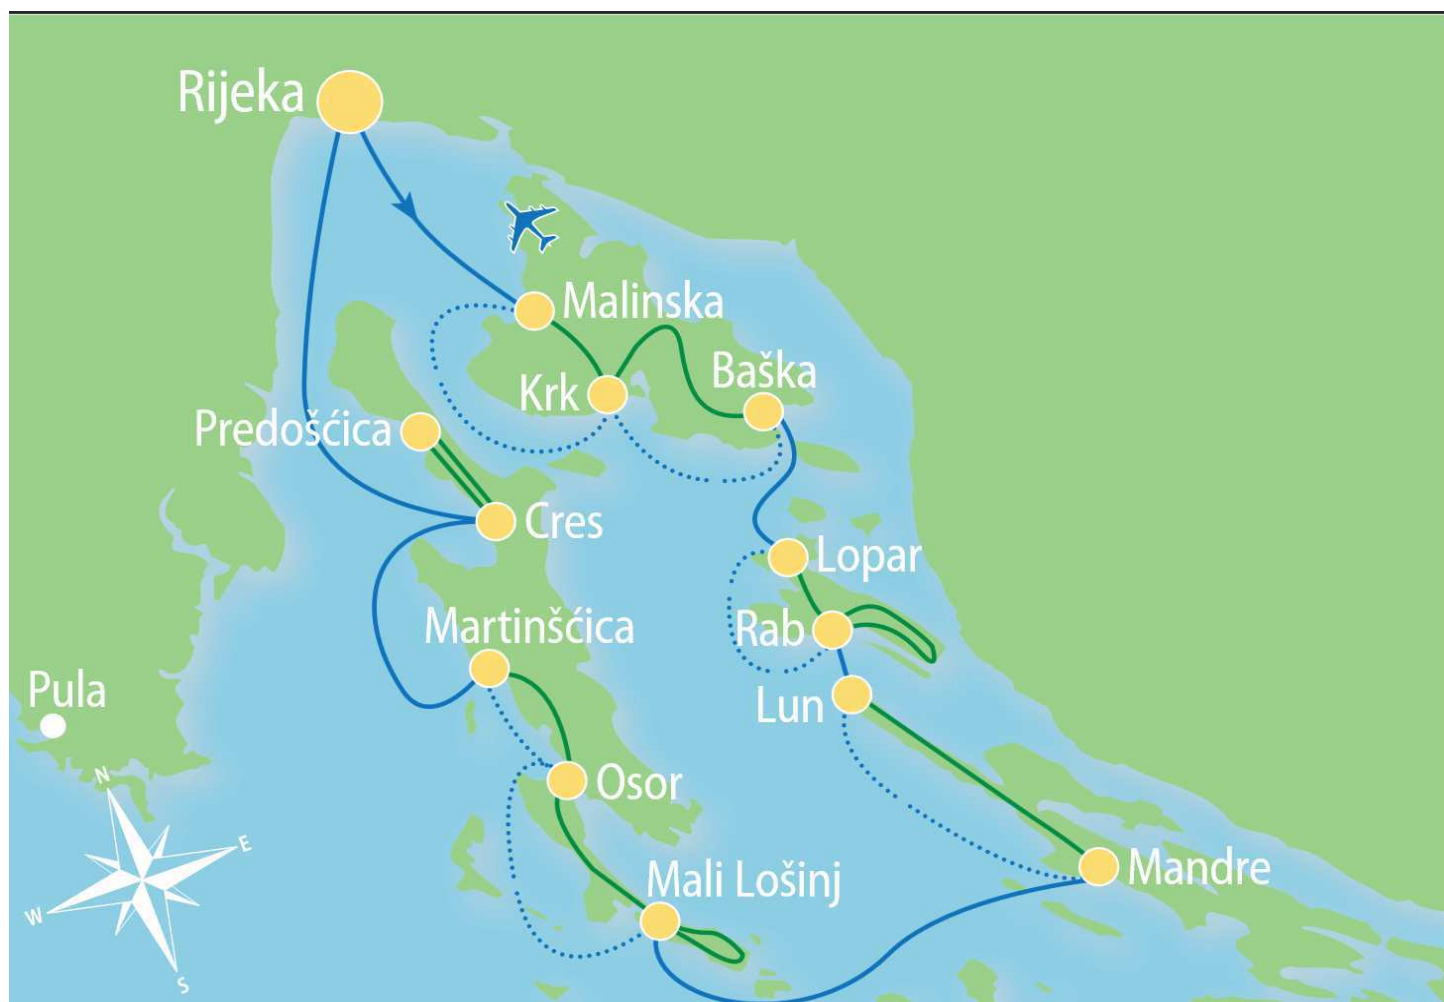 Rijeka
Malinska
Baška
Krk
Predošćica
Cres
Lopar
Rab
Martinšćica
Pula
Lun
Osor
N
E
W
S
Mali Lošinj
Mandre